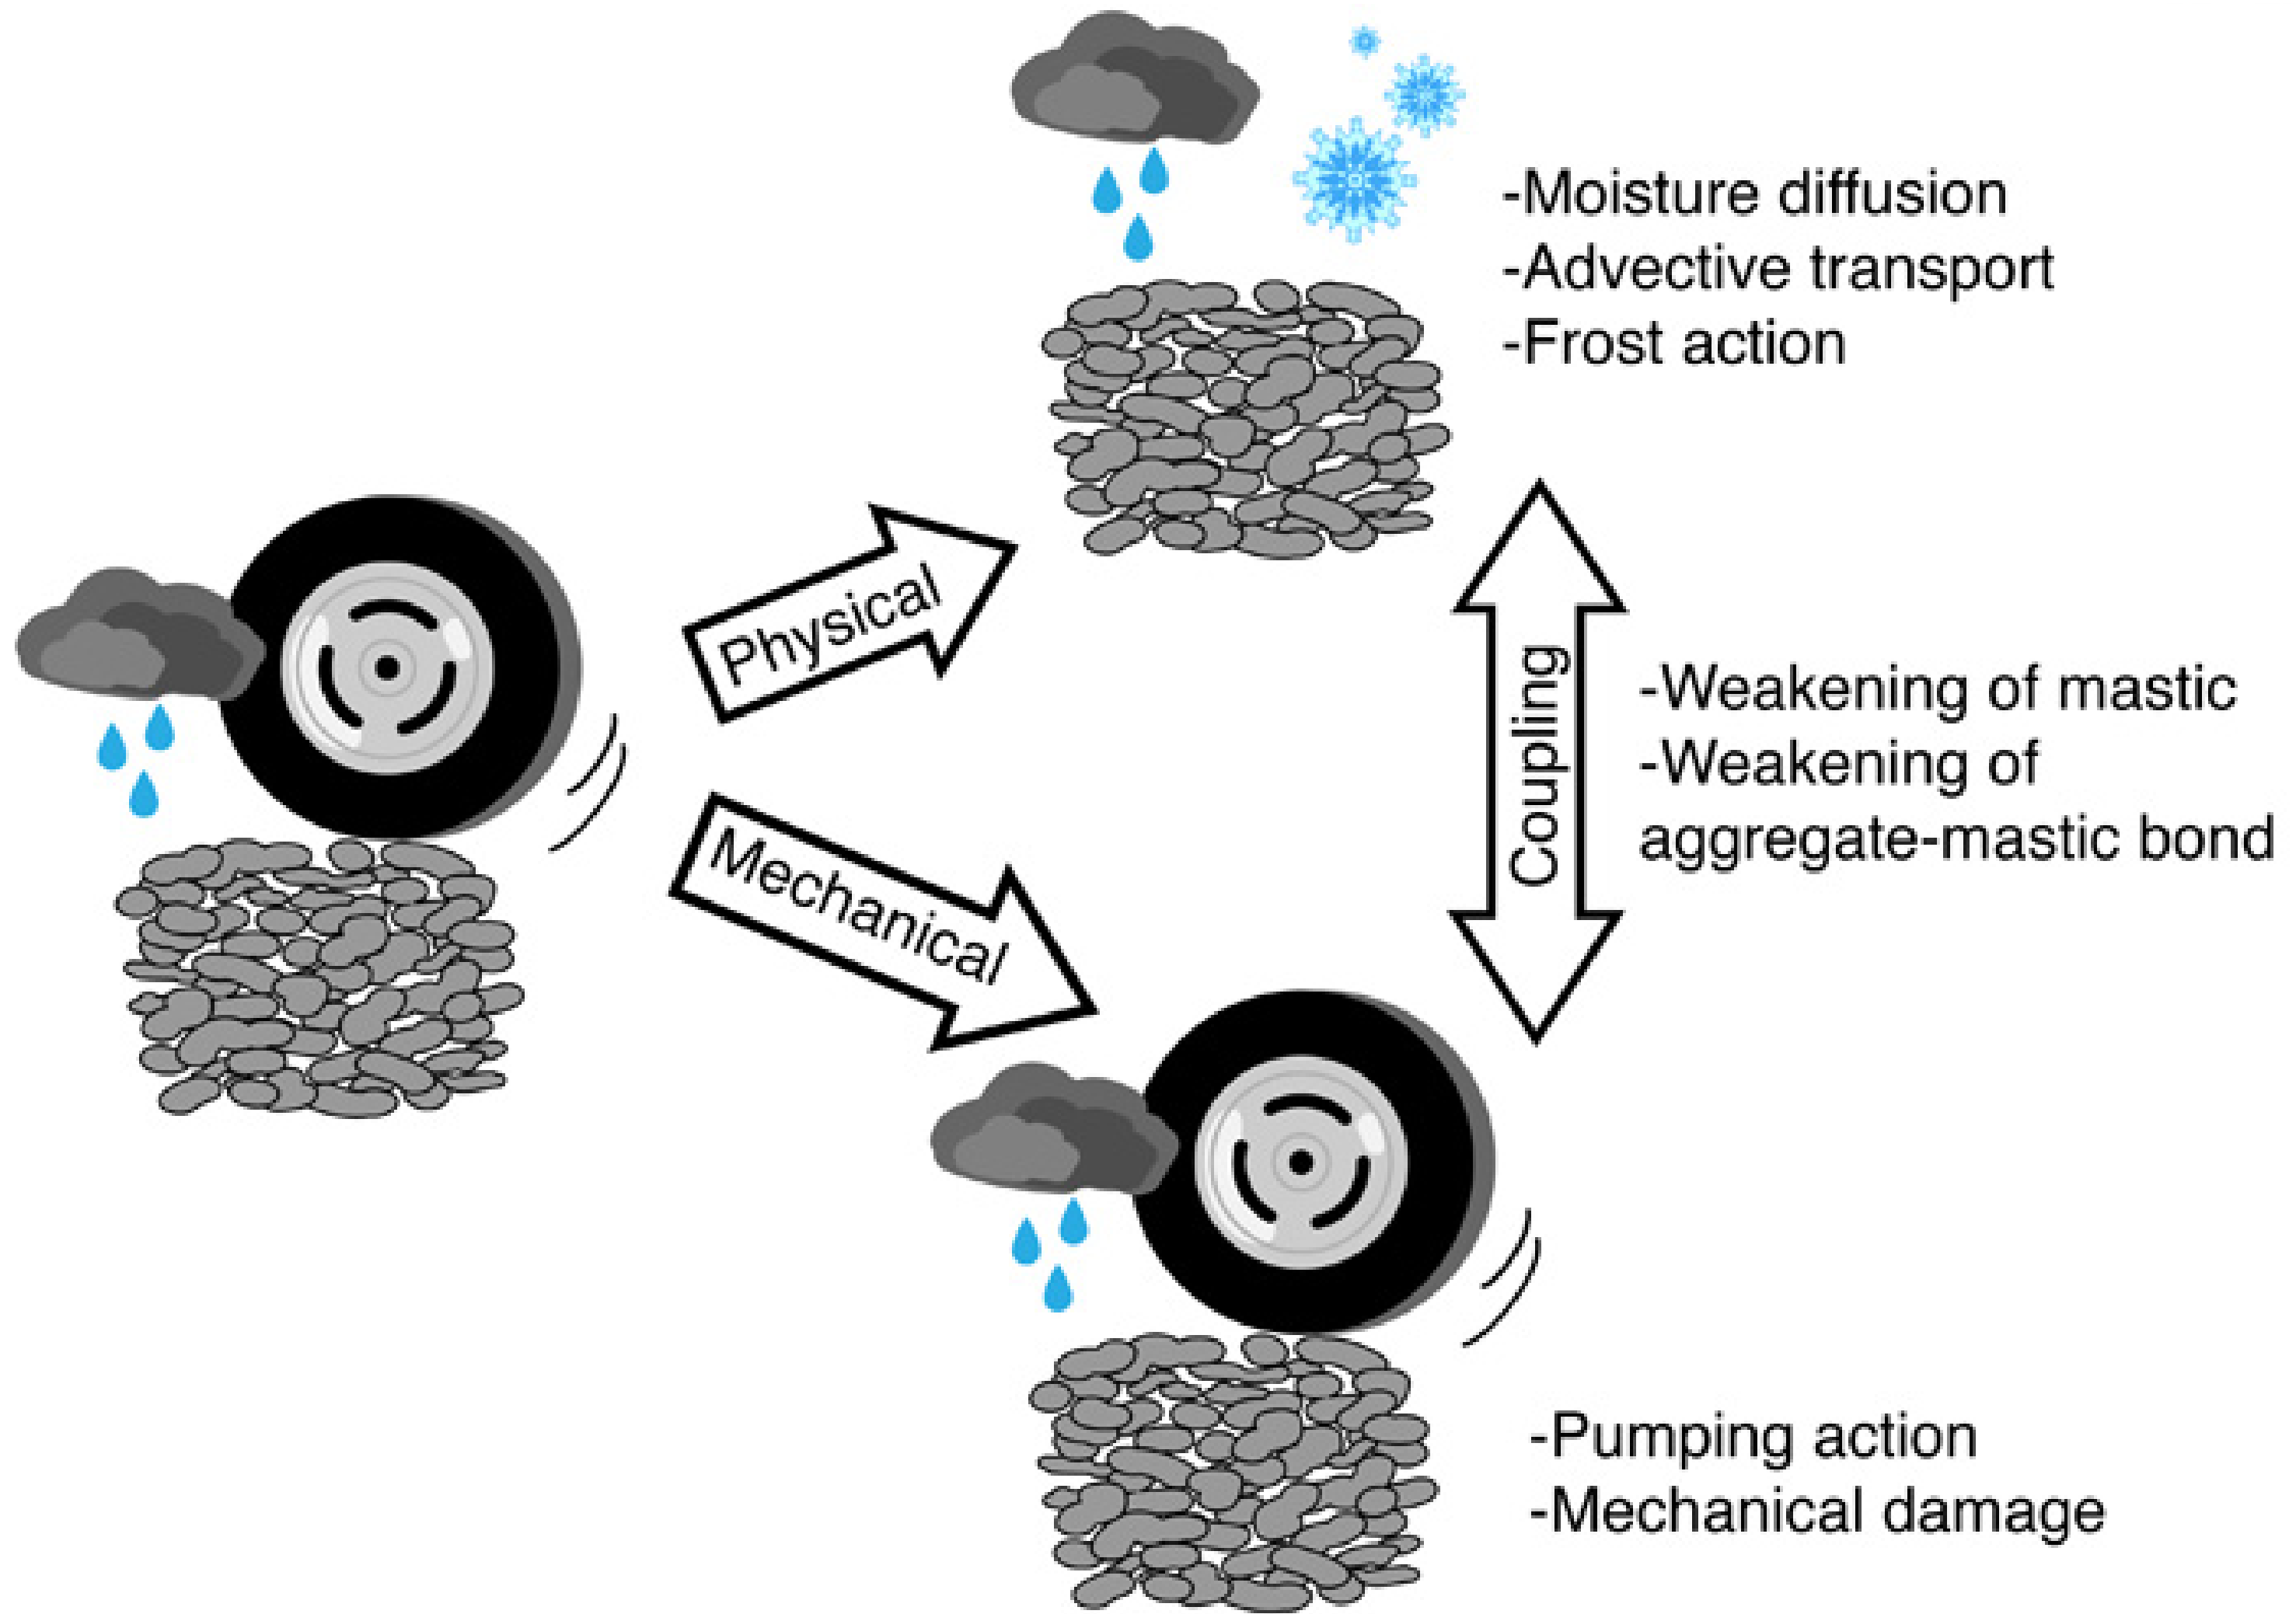 -Moisture diffusion
-Advective transport
-Frost action
Physical
Mechanical
Coupling
-Weakening of mastic
-Weakening of
aggregate-mastic bond
-Pumping action
-Mechanical damage